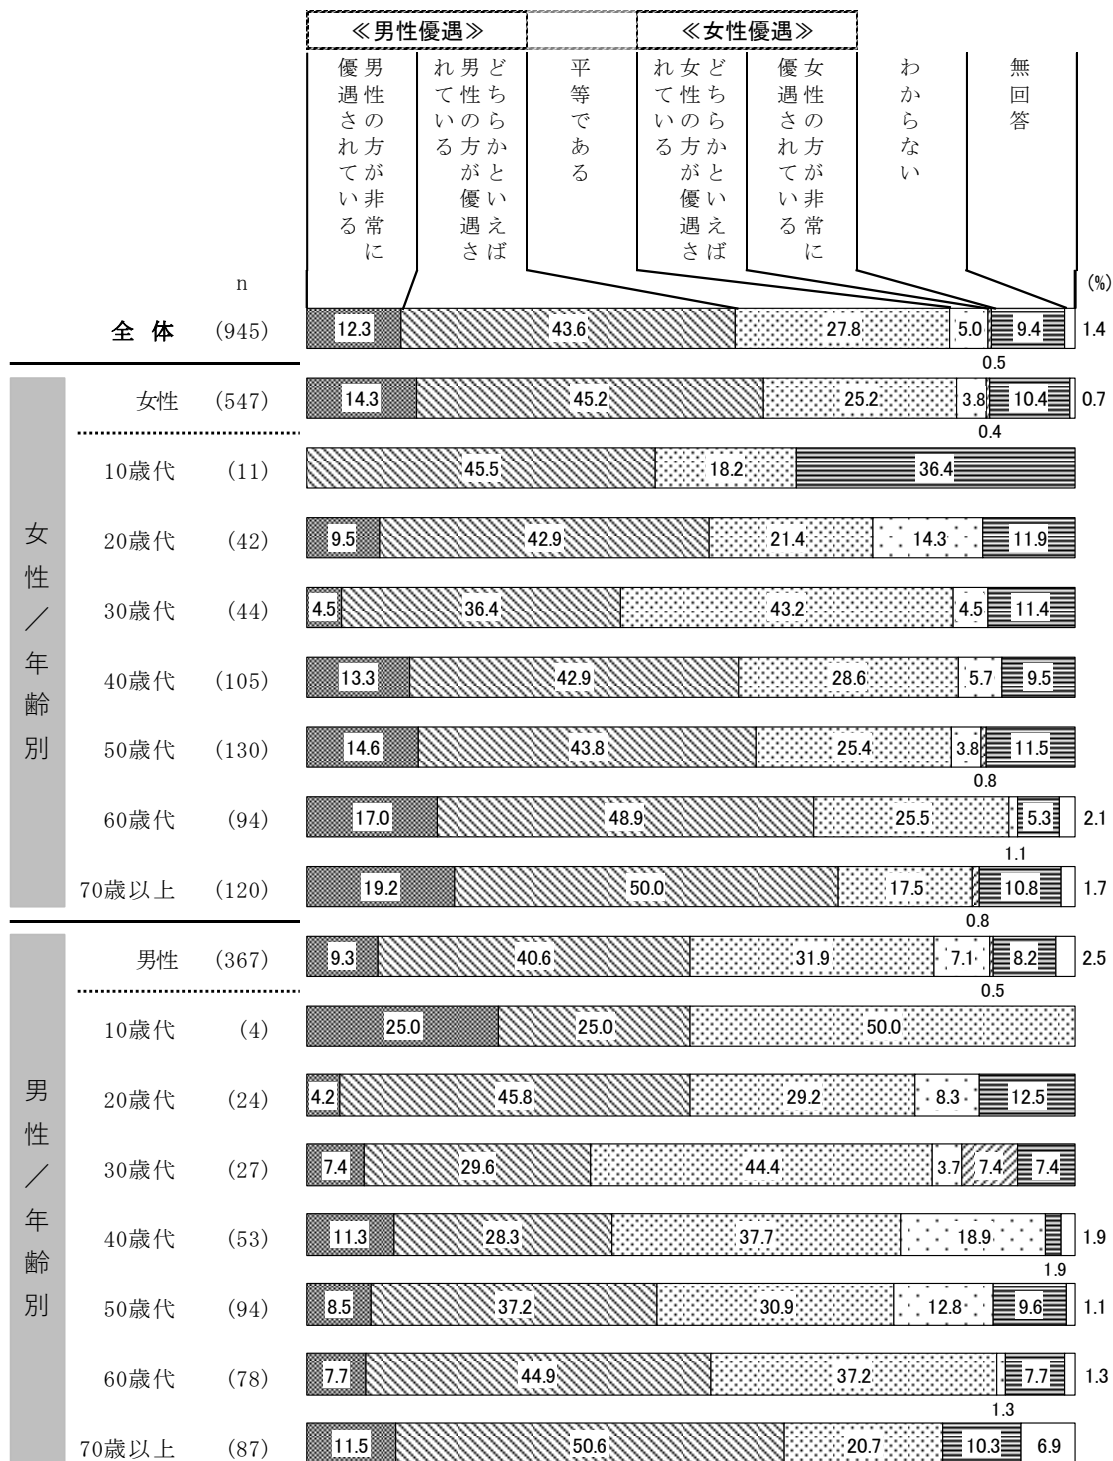 ≪男性優遇≫ ≪女性優遇≫
男性の方が非常に
優遇されている
どちらかといえば
男性の方が優遇さ
れている
平等である
どちらかといえば
女性の方が優遇さ
れている
女性の方が非常に
優遇されている
わからない
無回答
n (%)
全体 (945) 12.3 43.6 27.8 5.0 9.4 1.4
0.5
女性 (547) 14.3 45.2 25.2 3.8 10.4 0.7
0.4
女性/年齢別
10歳代 (11) 45.5 18.2 36.4
20歳代 (42) 9.5 42.9 21.4 14.3 11.9
30歳代 (44) 4.5 36.4 43.2 4.5 11.4
40歳代 (105) 13.3 42.9 28.6 5.7 9.5
50歳代 (130) 14.6 43.8 25.4 3.8 11.5
0.8
60歳代 (94) 17.0 48.9 25.5 5.3 2.1
1.1
70歳以上 (120) 19.2 50.0 17.5 10.8 1.7
0.8
男性 (367) 9.3 40.6 31.9 7.1 8.2 2.5
0.5
男性/年齢別
10歳代 (4) 25.0 25.0 50.0
20歳代 (24) 4.2 45.8 29.2 8.3 12.5
30歳代 (27) 7.4 29.6 44.4 3.7 7.4 7.4
40歳代 (53) 11.3 28.3 37.7 18.9 1.9
1.9
50歳代 (94) 8.5 37.2 30.9 12.8 9.6 1.1
60歳代 (78) 7.7 44.9 37.2 7.7 1.3
1.3
70歳以上 (87) 11.5 50.6 20.7 10.3 6.9